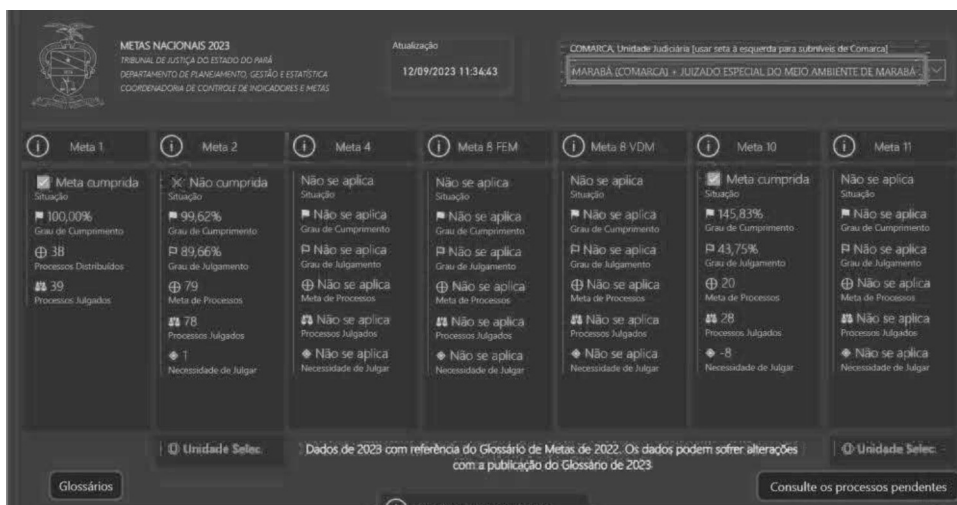 METAS NACIONAIS 2023
TRIBUNAL DE JUSTIÇA DO ESTADO DO PARÁ
DEPARTAMENTO DE PLANEJAMENTO, GESTÃO E ESTATÍSTICA
COORDENADORIA DE CONTROLE DE INDICADORES E METAS
Atualização
12/09/2023 11:34:43
COMARCA, Unidade Judiciária [usar seta à esquerda para subníveis de Comarca]
MARABÁ (COMARCA) + JUIZADO ESPECIAL DO MEIO AMBIENTE DE MARABÁ
Meta 1
Meta cumprida
Situação
100,00%
Grau de Cumprimento
38
Processos Distribuídos
39
Processos Julgados
Meta 2
Não cumprida
Situação
99,62%
Grau de Cumprimento
89,66%
Grau de Julgamento
79
Meta de Processos
78
Processos Julgados
1
Necessidade de Julgar
Unidade Selec
Meta 4
Não se aplica
Situação
Não se aplica
Grau de Cumprimento
Não se aplica
Grau de Julgamento
Não se aplica
Meta de Processos
Não se aplica
Processos Julgados
Não se aplica
Necessidade de Julgar
Meta 8 FEM
Não se aplica
Situação
Não se aplica
Grau de Cumprimento
Não se aplica
Grau de Julgamento
Não se aplica
Meta de Processos
Não se aplica
Processos Julgados
Não se aplica
Necessidade de Julgar
Meta 8 VDM
Não se aplica
Situação
Não se aplica
Grau de Cumprimento
Não se aplica
Grau de Julgamento
Não se aplica
Meta de Processos
Não se aplica
Processos Julgados
Não se aplica
Necessidade de Julgar
Meta 10
Meta cumprida
Situação
145,83%
Grau de Cumprimento
43,75%
Grau de Julgamento
20
Meta de Processos
28
Processos Julgados
-8
Necessidade de Julgar
Meta 11
Não se aplica
Situação
Não se aplica
Grau de Cumprimento
Não se aplica
Grau de Julgamento
Não se aplica
Meta de Processos
Não se aplica
Processos Julgados
Não se aplica
Necessidade de Julgar
Unidade Selec
Dados de 2023 com referência do Glossário de Metas de 2022. Os dados podem sofrer alterações
com a publicação do Glossário de 2023
Glossários
Consulte os processos pendentes